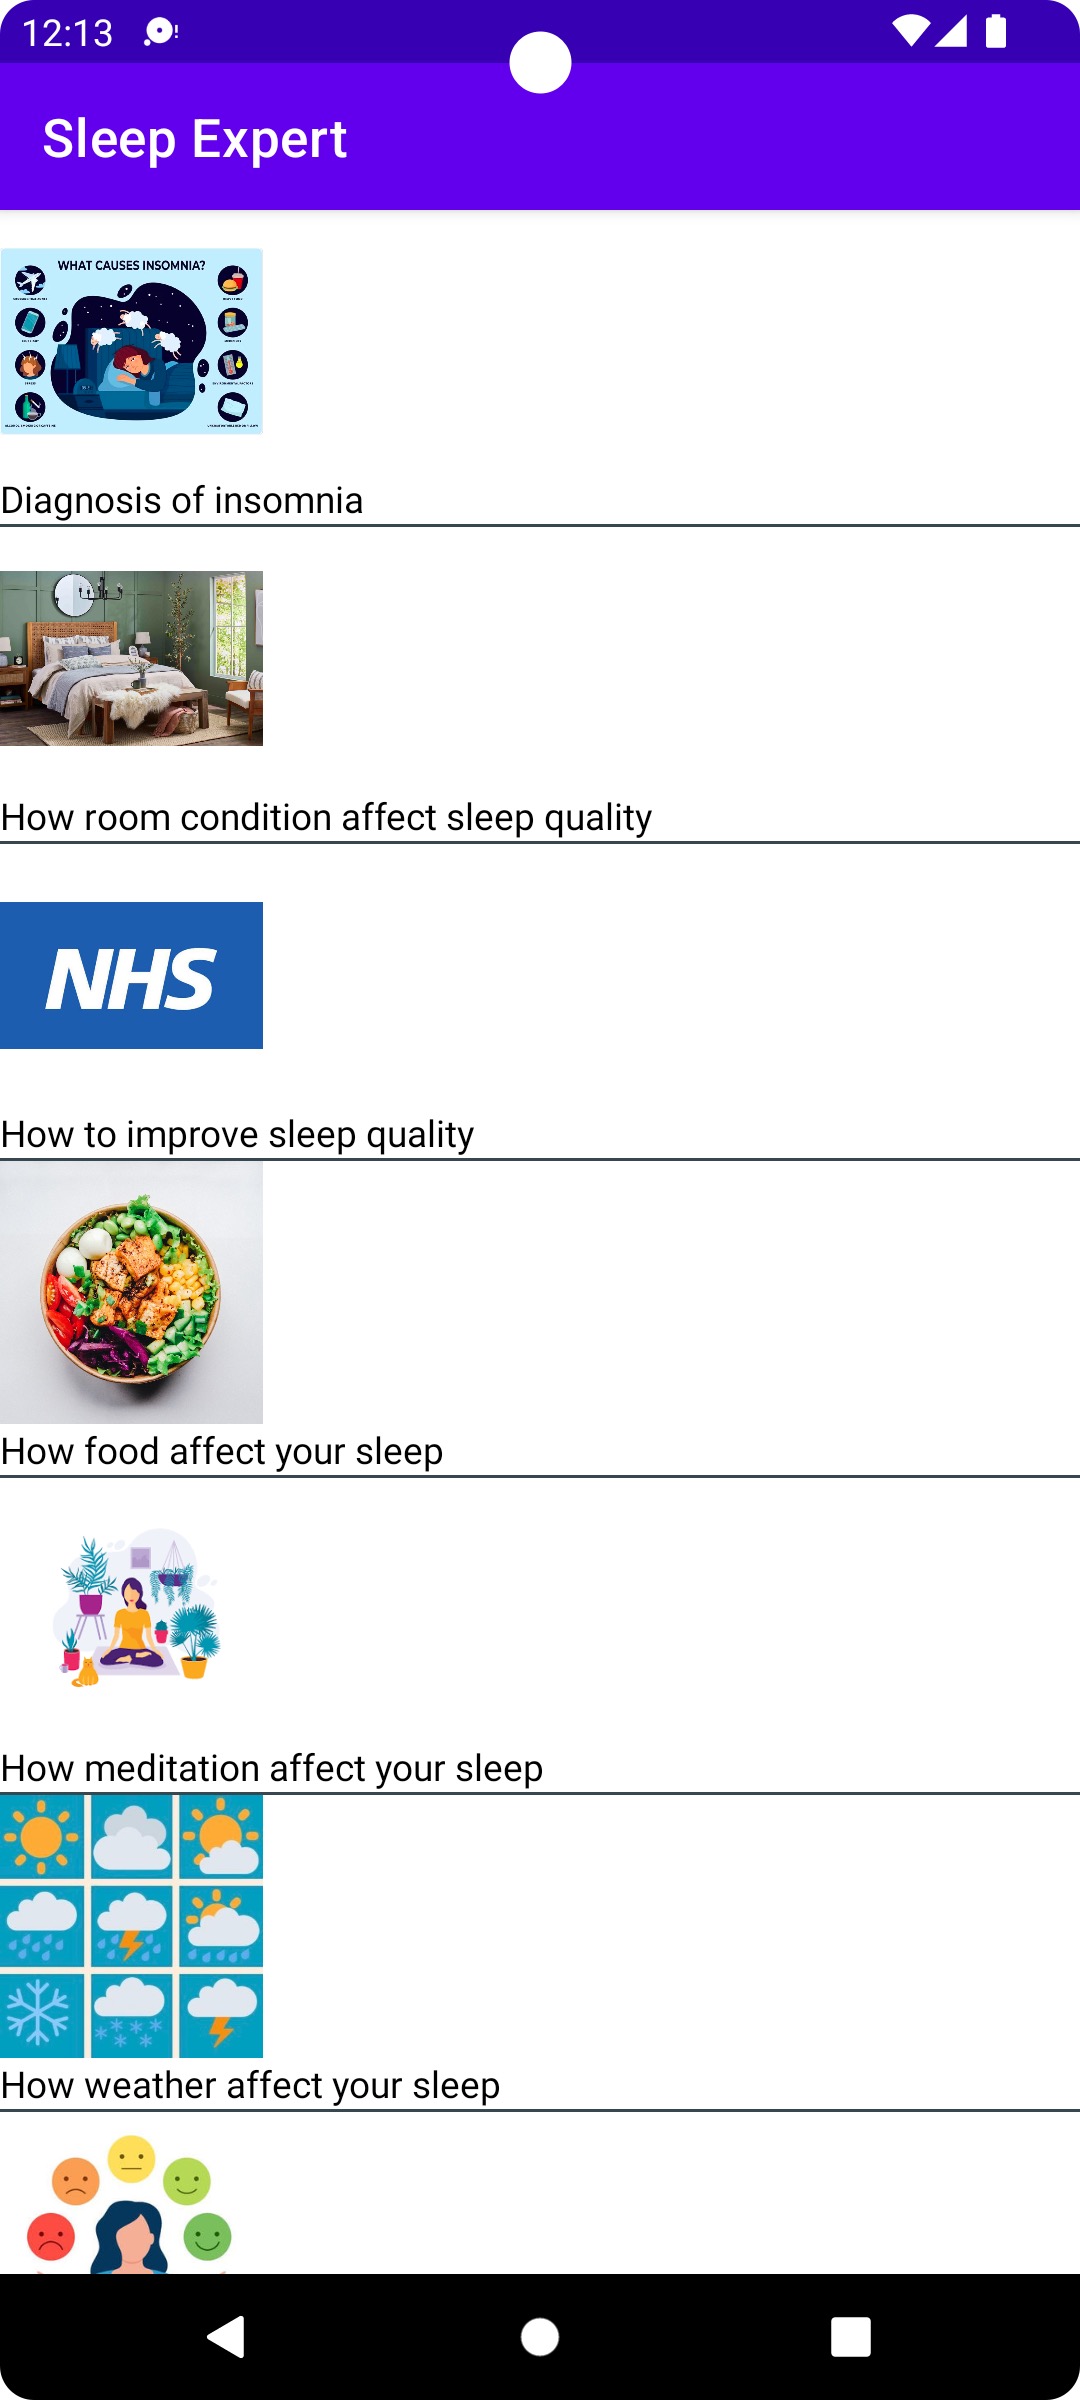 12:13
Sleep Expert
WHAT CAUSES INSOMNIA?
Diagnosis of insomnia
How room condition affect sleep quality
NHS
How to improve sleep quality
How food affect your sleep
How meditation affect your sleep
How weather affect your sleep